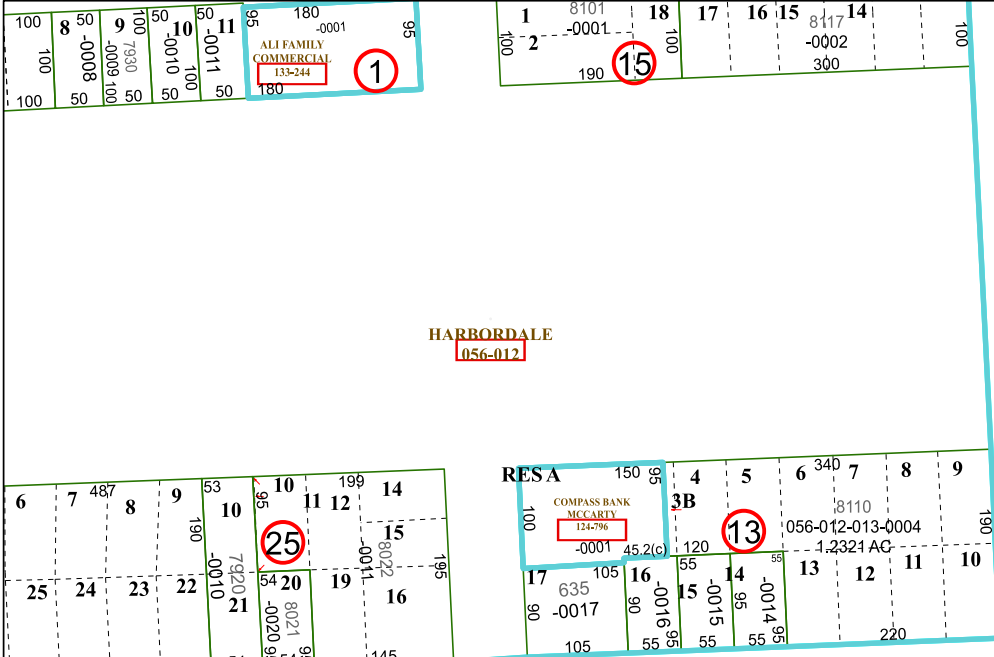 100 8 50 9 100 50 10 50 11 95 180 -0001 95
ALI FAMILY
COMMERCIAL
133-244
1
100 -0008 -0009 7930 100 -0010 100 -0011
100 50 50 50 50 180
1 8101 18 17 16 15 8117 14
2 -0001 -0002
100 15 100 100
190 300
HARBORDALE
056-012
6 7 487 8 9 53 10 199 14
10 95 11 12
190 25 15
7920 -0010 -0011 8022 195
25 24 23 22 21 54 20 19 16
-0020 8021
95 54 95 145
RES A 150 95 4 5 6 340 7 8 9
COMPASS BANK
MCCARTY
124-796
100 3B 13 8110 190
056-012-013-0004
-0001 45.2(c) 120 1.2321 AC
17 105 16 55 14 55 13 12 11 10
635 15
90 -0017 90 -0016 95 -0015 95 -0014 95
105 55 55 55 220